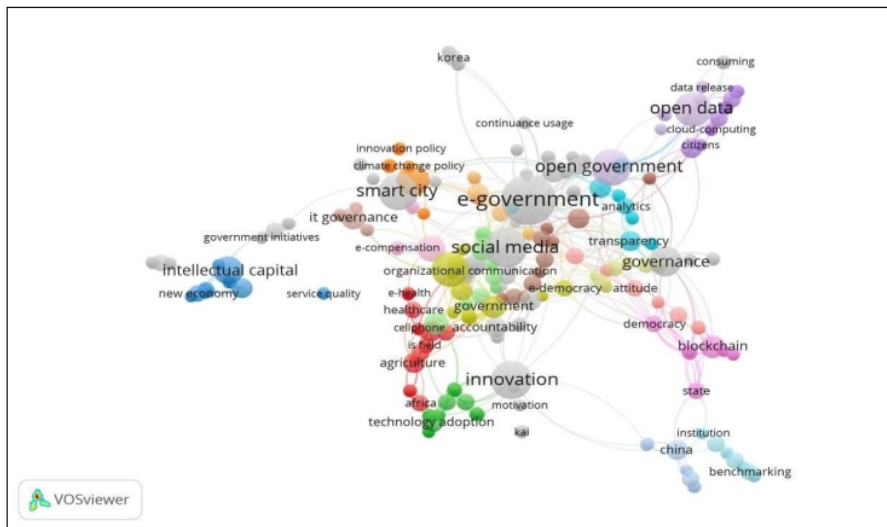 korea
consuming
data release
open data
continuance usage
cloud-computing
citizens
innovation policy
climate change policy
open government
smart city
e-government
analytics
it governance
government initiatives
e-compensation
social media
transparency
governance
intellectual capital
organizational communication
new economy
service quality
e-health
e-democracy
attitude
healthcare
government
cellphone
accountability
democracy
is field
blockchain
agriculture
innovation
state
africa
motivation
technology adoption
kai
institution
china
benchmarking
VOSviewer